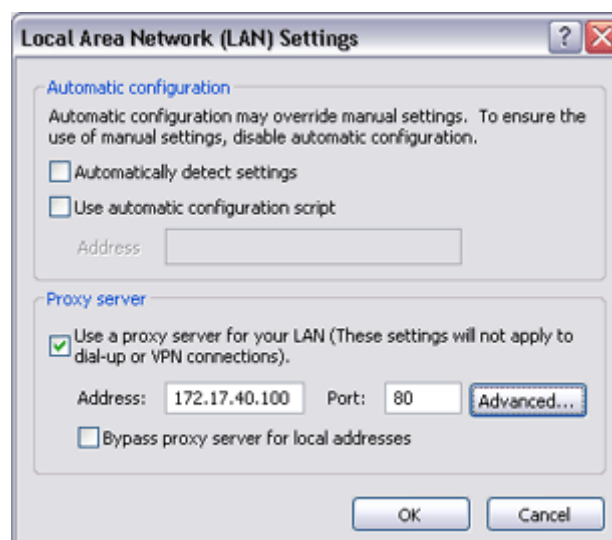 Local Area Network (LAN) Settings
?
Automatic configuration
Automatic configuration may override manual settings. To ensure the
use of manual settings, disable automatic configuration.
Automatically detect settings
Use automatic configuration script
Address
Proxy server
Use a proxy server for your LAN (These settings will not apply to
dial-up or VPN connections).
Address: 172.17.40.100 Port: 80 Advanced...
Bypass proxy server for local addresses
OK Cancel